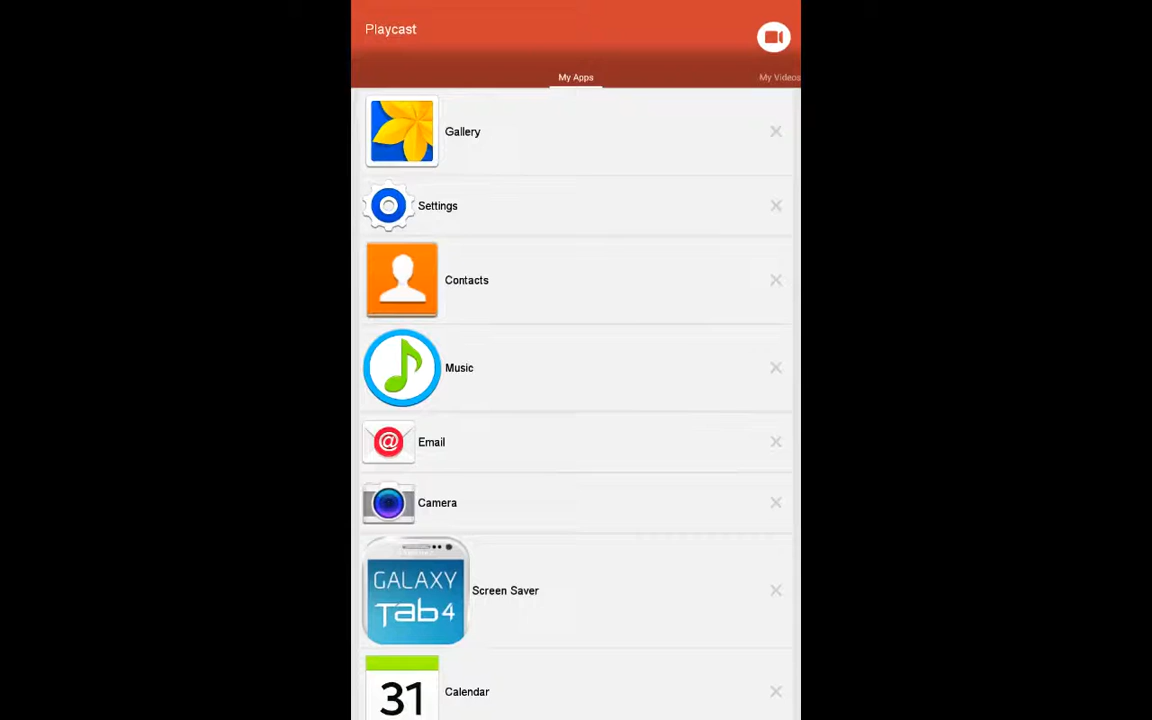 Playcast
My Apps
My Videos
Gallery
Settings
Contacts
Music
@
Email
Camera
GALAXY
Tab4
Screen Saver
31
Calendar